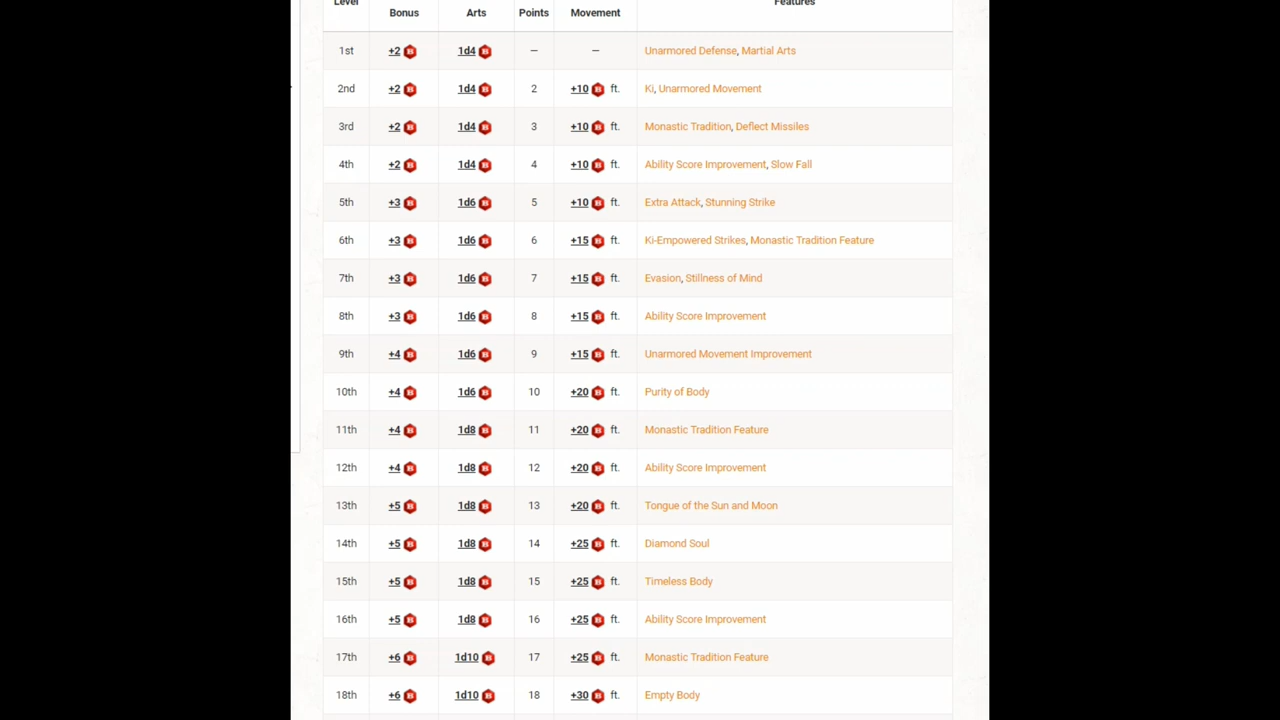 Level Bonus Arts Points Movement Features
1st +2 1d4 — — Unarmored Defense, Martial Arts
2nd +2 1d4 2 +10 ft. Ki, Unarmored Movement
3rd +2 1d4 3 +10 ft. Monastic Tradition, Deflect Missiles
4th +2 1d4 4 +10 ft. Ability Score Improvement, Slow Fall
5th +3 1d6 5 +10 ft. Extra Attack, Stunning Strike
6th +3 1d6 6 +15 ft. Ki-Empowered Strikes, Monastic Tradition Feature
7th +3 1d6 7 +15 ft. Evasion, Stillness of Mind
8th +3 1d6 8 +15 ft. Ability Score Improvement
9th +4 1d6 9 +15 ft. Unarmored Movement Improvement
10th +4 1d6 10 +20 ft. Purity of Body
11th +4 1d8 11 +20 ft. Monastic Tradition Feature
12th +4 1d8 12 +20 ft. Ability Score Improvement
13th +5 1d8 13 +20 ft. Tongue of the Sun and Moon
14th +5 1d8 14 +25 ft. Diamond Soul
15th +5 1d8 15 +25 ft. Timeless Body
16th +5 1d8 16 +25 ft. Ability Score Improvement
17th +6 1d10 17 +25 ft. Monastic Tradition Feature
18th +6 1d10 18 +30 ft. Empty Body